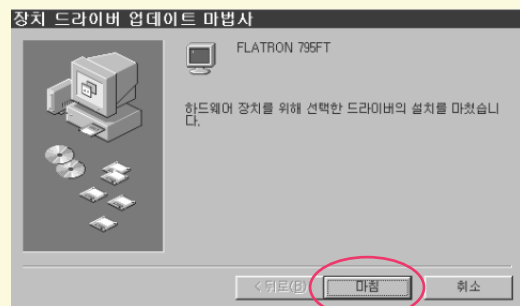 장치 드라이버 업데이트 마법사
FLATRON 795FT
하드웨어 장치를 위해 선택한 드라이버의 설치를 마쳤습니
다.
< 뒤로(B)
마침
취소